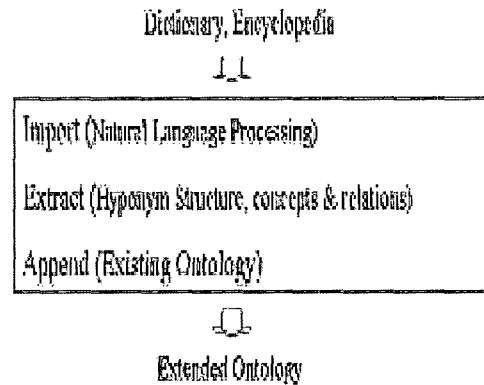 Dictionary, Encyclopedia
Import (Natural Language Processing)
Extract (Hyponym Structure, concepts & relations)
Append (Existing Ontology)
Extended Ontology